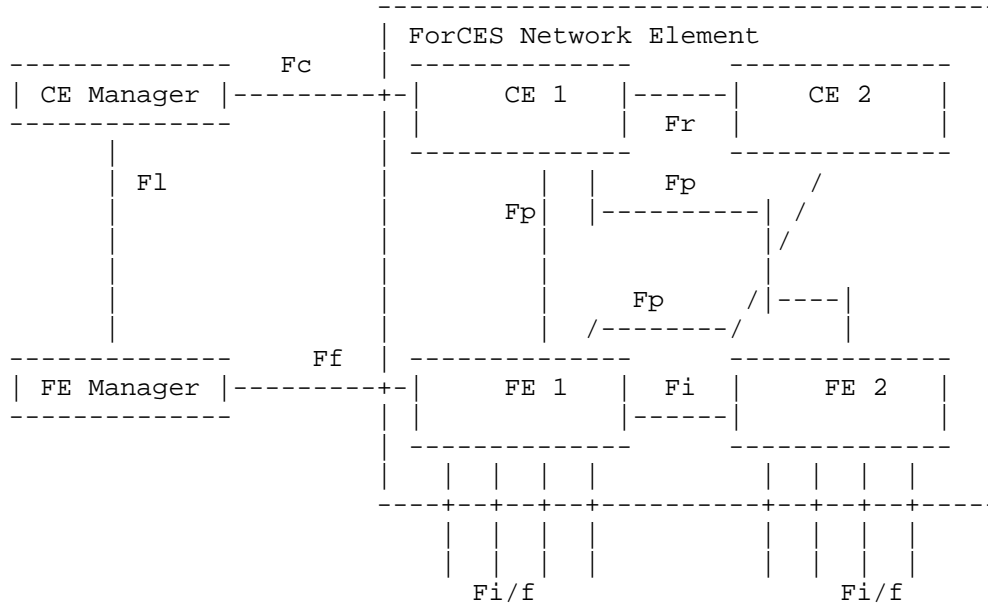 ForCES Network Element
Fc
CE Manager CE 1 CE 2
Fr
Fl Fp
Fp
Fp
Ff
FE Manager FE 1 Fi FE 2
Fi/f Fi/f